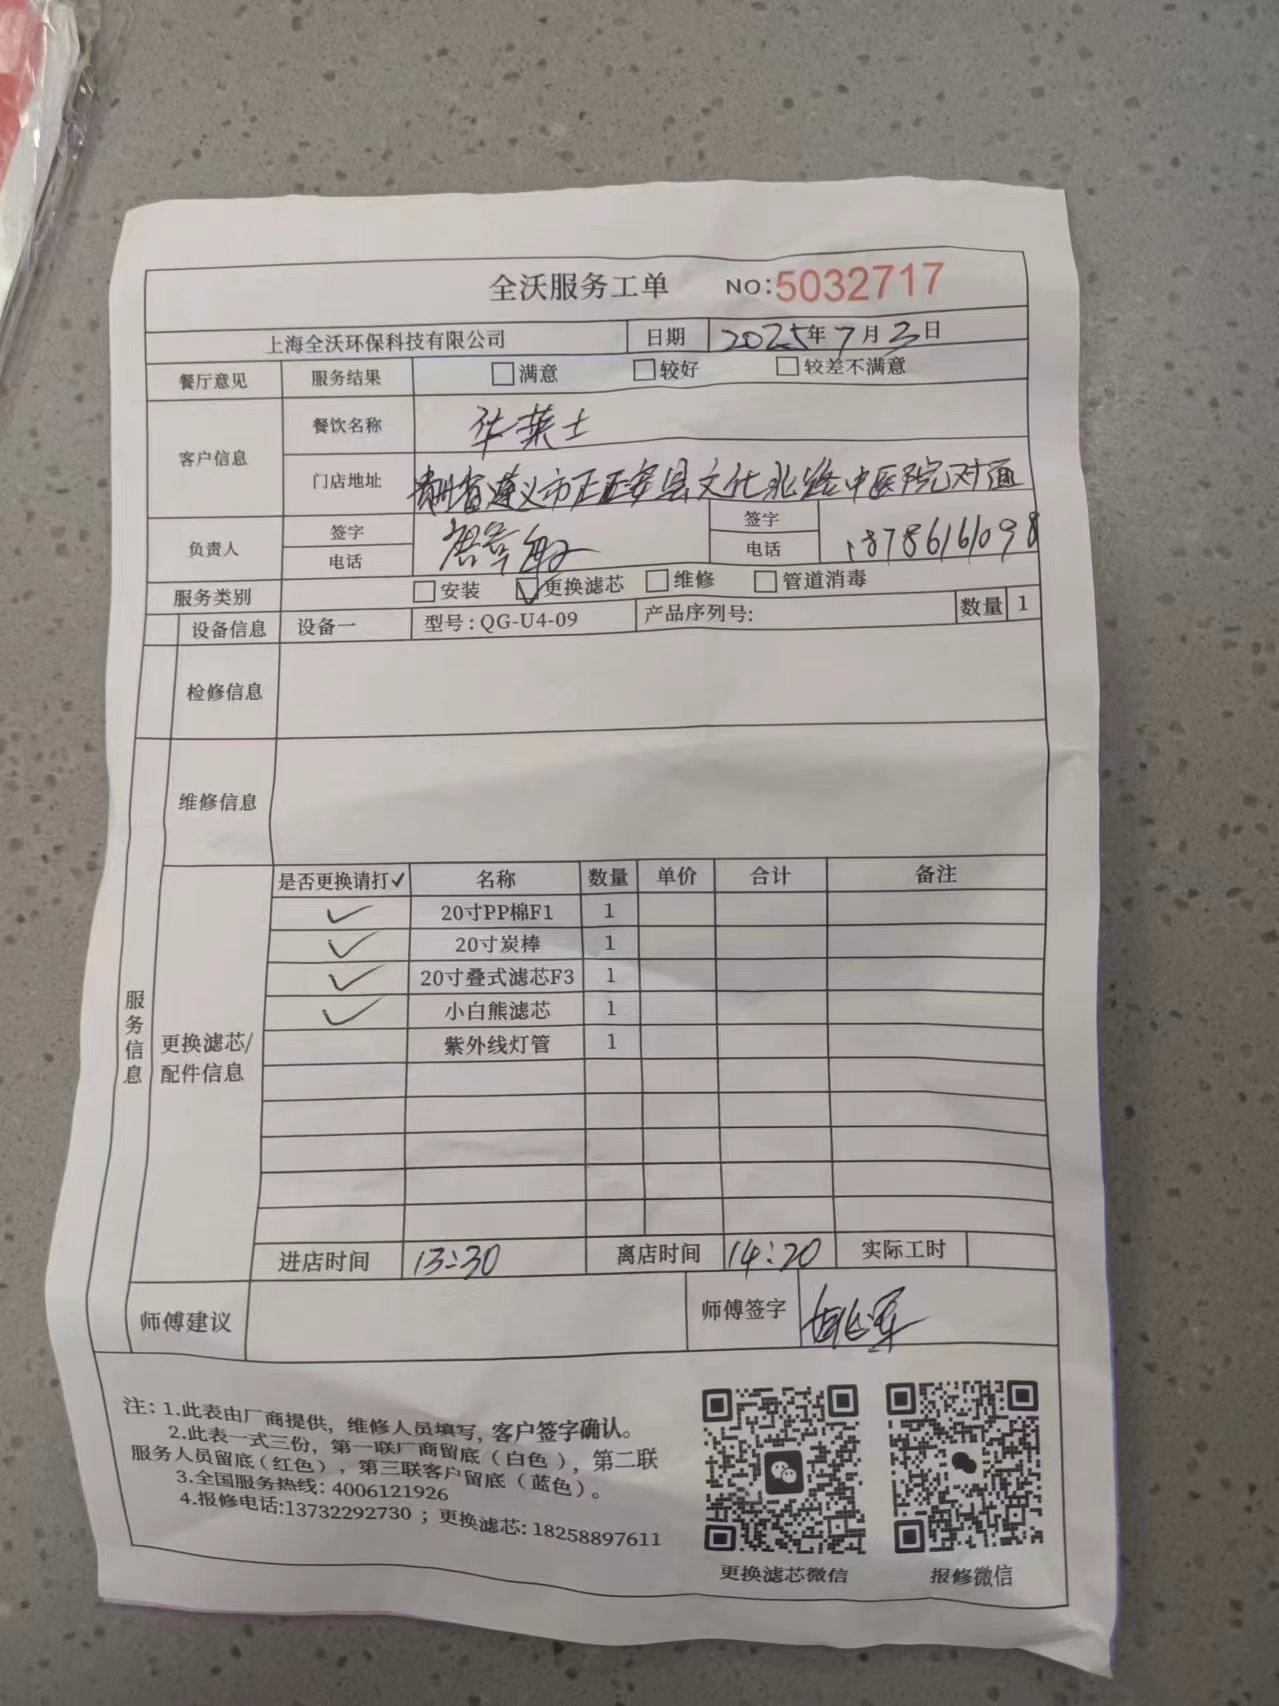 全沃服务工单 NO:5032717
上海全沃环保科技有限公司 日期 2025年7月3日
餐厅意见 服务结果 □满意 □较好 □较差不满意
客户信息 餐饮名称 华莱士
门店地址 贵州省遵义市正正安县文化北路中医院对面
负责人 签字 签字
电话 电话 18786161098
服务类别 □安装 ☑更换滤芯 □维修 □管道消毒
设备信息 设备一 型号:QG-U4-09 产品序列号: 数量 1
检修信息
维修信息
服务信息
更换滤芯/
配件信息
是否更换请打✓ 名称 数量 单价 合计 备注
✓ 20寸PP棉F1 1
✓ 20寸炭棒 1
✓ 20寸叠式滤芯F3 1
✓ 小白熊滤芯 1
紫外线灯管 1
进店时间 13:30 离店时间 14:20 实际工时
师傅建议 师傅签字
注：1.此表由厂商提供，维修人员填写，客户签字确认。
2.此表一式三份，第一联厂商留底（白色），第二联
服务人员留底（红色），第三联客户留底（蓝色）。
3.全国服务热线：4006121926
4.报修电话:13732292730；更换滤芯:18258897611
更换滤芯微信 报修微信